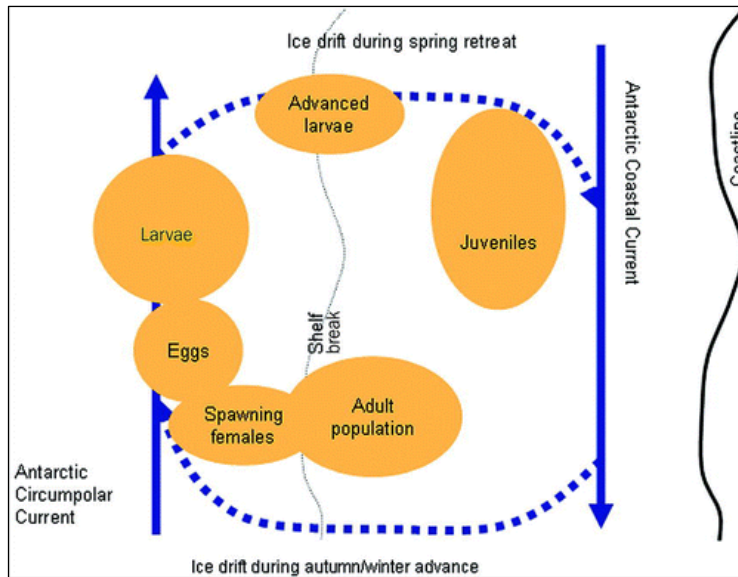 Ice drift during spring retreat
Advanced
larvae
Antarctic Coastal Current
Coastline
Larvae
Juveniles
Shelf
break
Eggs
Spawning
females
Adult
population
Antarctic
Circumpolar
Current
Ice drift during autumn/winter advance